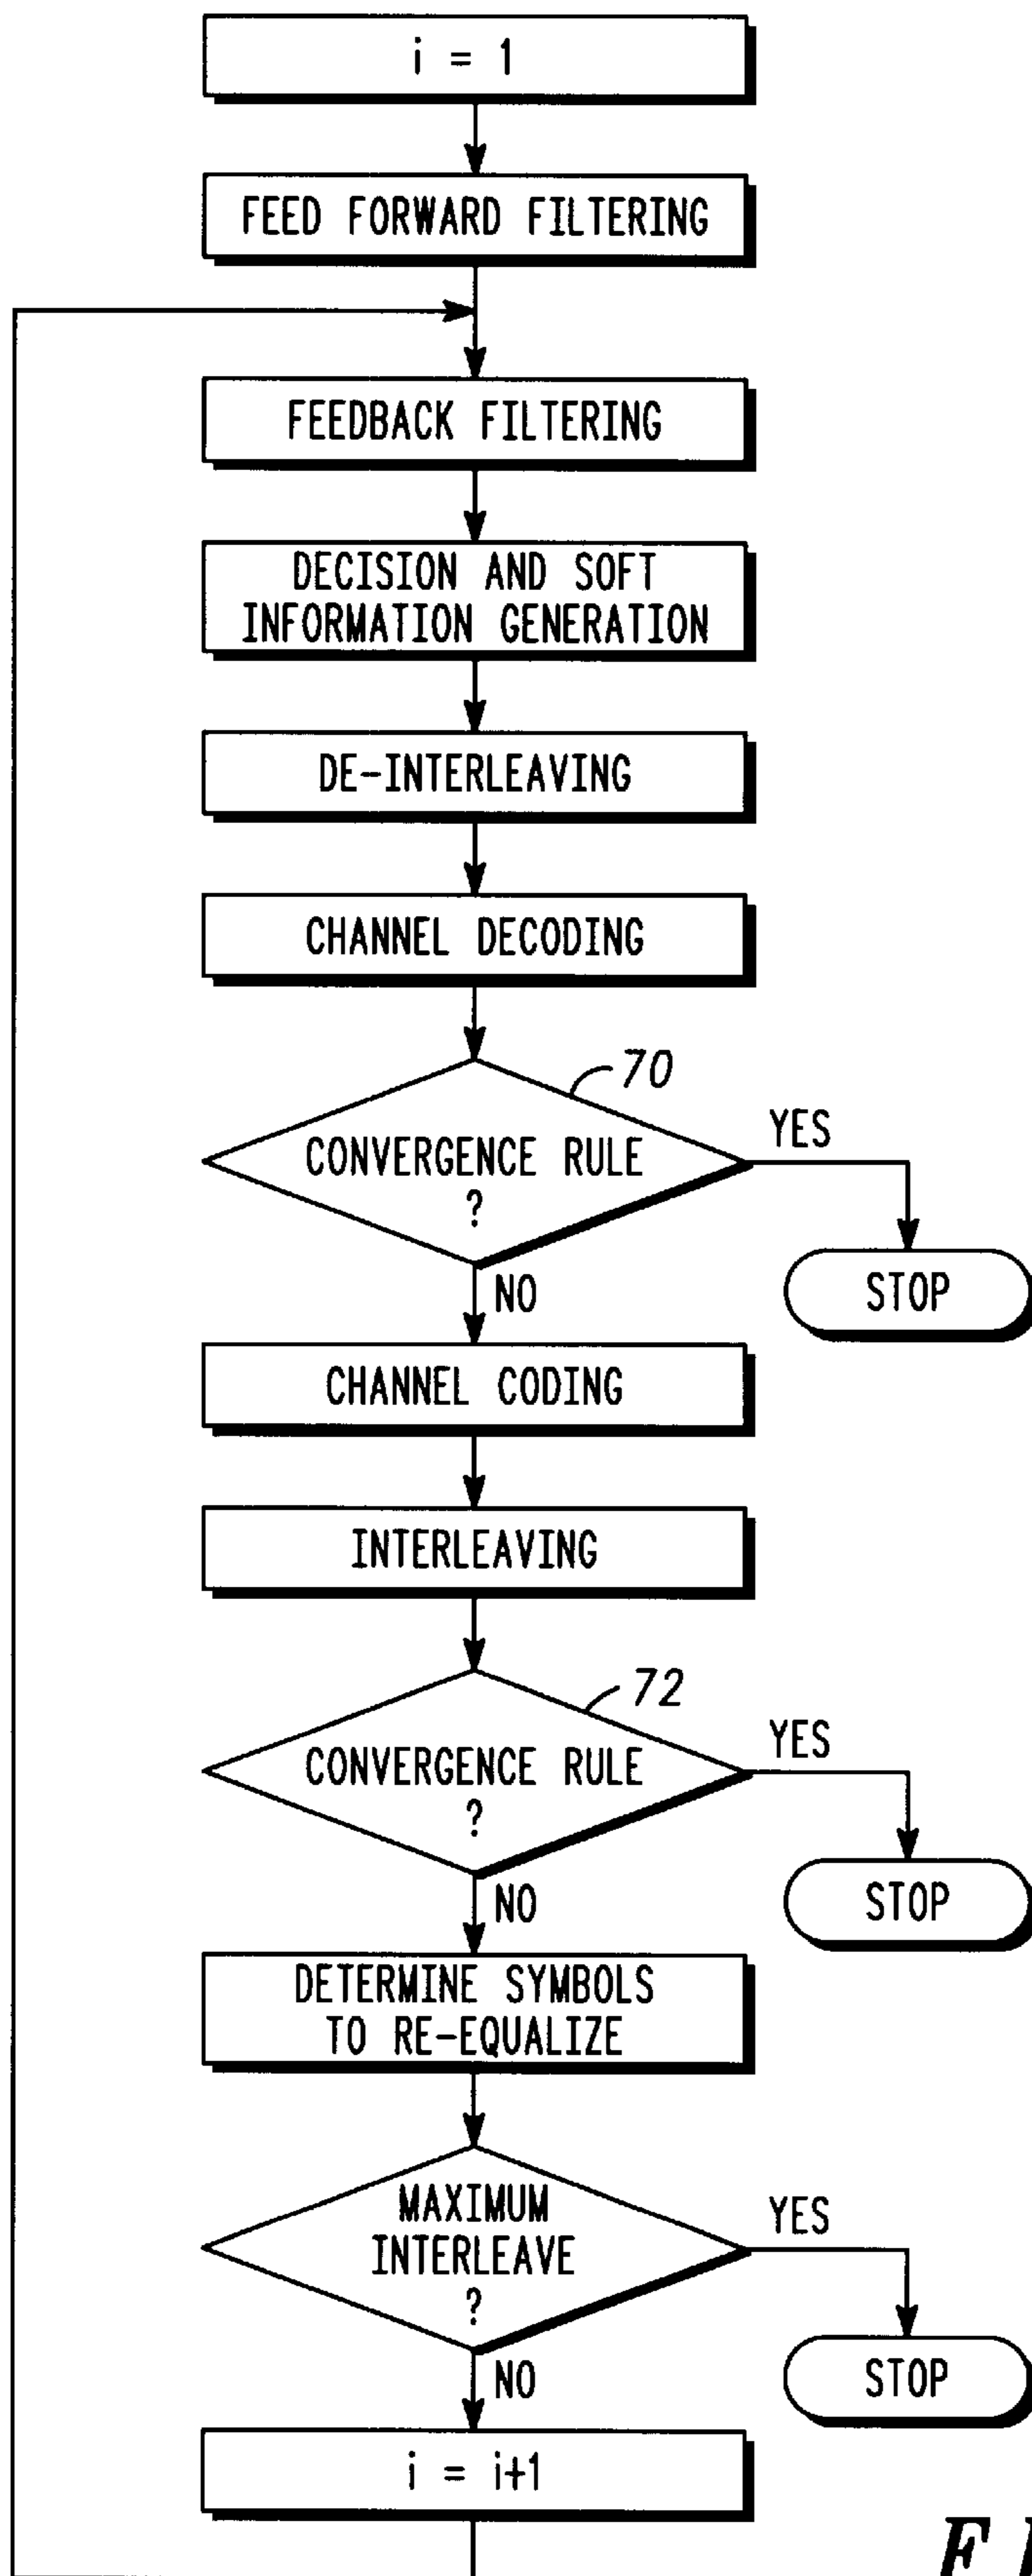 i = 1
FEED FORWARD FILTERING
FEEDBACK FILTERING
DECISION AND SOFT
INFORMATION GENERATION
DE-INTERLEAVING
CHANNEL DECODING
70
CONVERGENCE RULE
?
YES
STOP
NO
CHANNEL CODING
INTERLEAVING
72
CONVERGENCE RULE
?
YES
STOP
NO
DETERMINE SYMBOLS
TO RE-EQUALIZE
MAXIMUM
INTERLEAVE
?
YES
STOP
NO
i = i+1